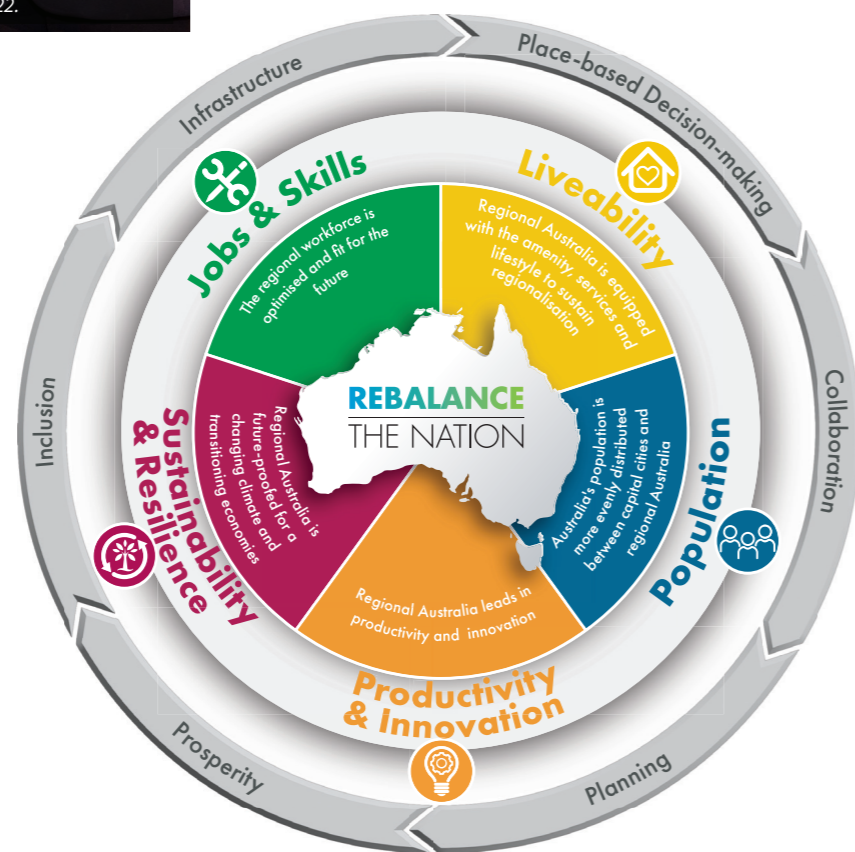 22.
Infrastructure
Place-based Decision-making
Collaboration
Planning
Prosperity
Inclusion
Jobs & Skills
The regional workforce is
optimised and fit for the
future
Liveability
Regional Australia is equipped
with the amenity, services and
lifestyle to sustain
regionalisation
Population
Australia's population is
more evenly distributed
between capital cities and
regional Australia
Productivity
& Innovation
Regional Australia leads in
productivity and innovation
Sustainability
& Resilience
Regional Australia is
future-proofed for a
changing climate and
transitioning economies
REBALANCE
THE NATION